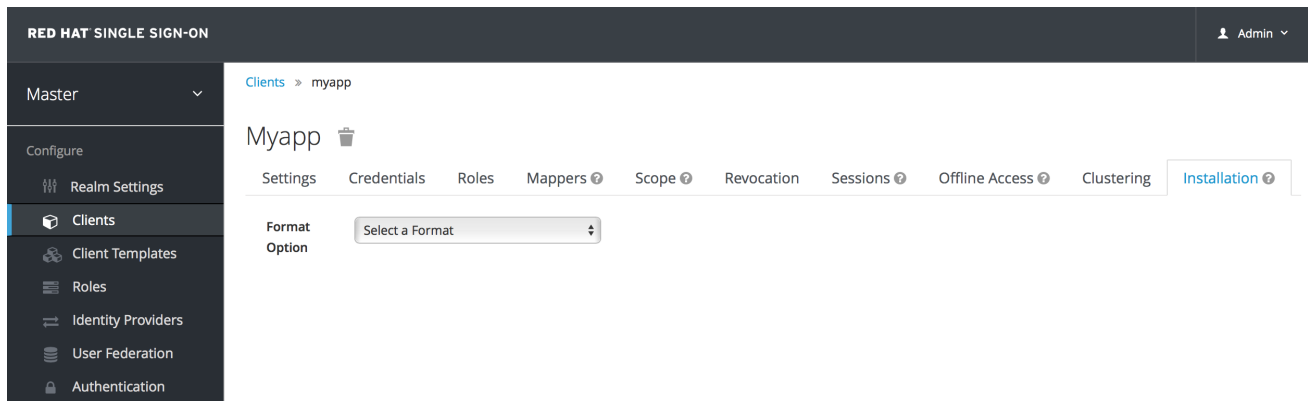 RED HAT SINGLE SIGN-ON
Admin
Master
Clients » myapp
Myapp
Configure
Settings Credentials Roles Mappers Scope Revocation Sessions Offline Access Clustering Installation
Realm Settings
Clients
Client Templates
Roles
Identity Providers
User Federation
Authentication
Format
Option
Select a Format